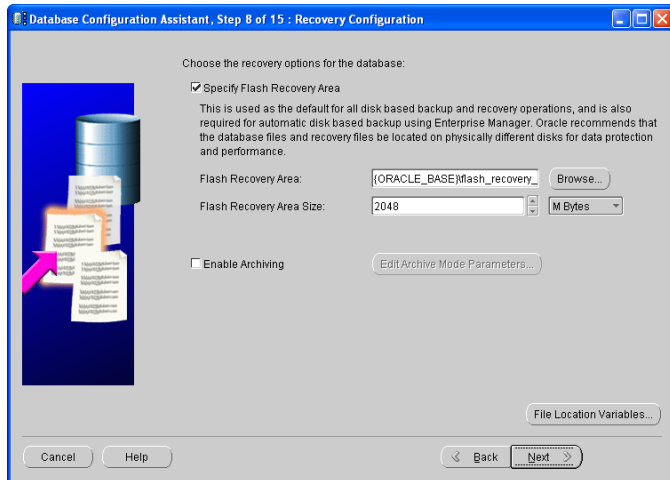 Database Configuration Assistant, Step 8 of 15 : Recovery Configuration
Choose the recovery options for the database:
Specify Flash Recovery Area
This is used as the default for all disk based backup and recovery operations, and is also
required for automatic disk based backup using Enterprise Manager. Oracle recommends that
the database files and recovery files be located on physically different disks for data protection
and performance.
Flash Recovery Area: {ORACLE_BASE}\flash_recovery_ Browse...
Flash Recovery Area Size: 2048 M Bytes
Enable Archiving Edit Archive Mode Parameters...
File Location Variables...
Cancel Help Back Next